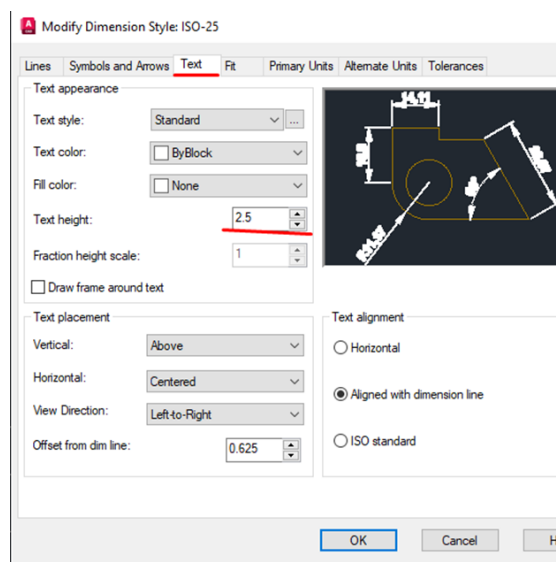 Modify Dimension Style: ISO-25
Lines Symbols and Arrows Text Fit Primary Units Alternate Units Tolerances
Text appearance
Text style: Standard ...
Text color: ByBlock
Fill color: None
Text height: 2.5
Fraction height scale: 1
Draw frame around text
14,11
Text placement
Vertical: Above
Horizontal: Centered
View Direction: Left-to-Right
Offset from dim line: 0.625
Text alignment
Horizontal
Aligned with dimension line
ISO standard
OK Cancel H